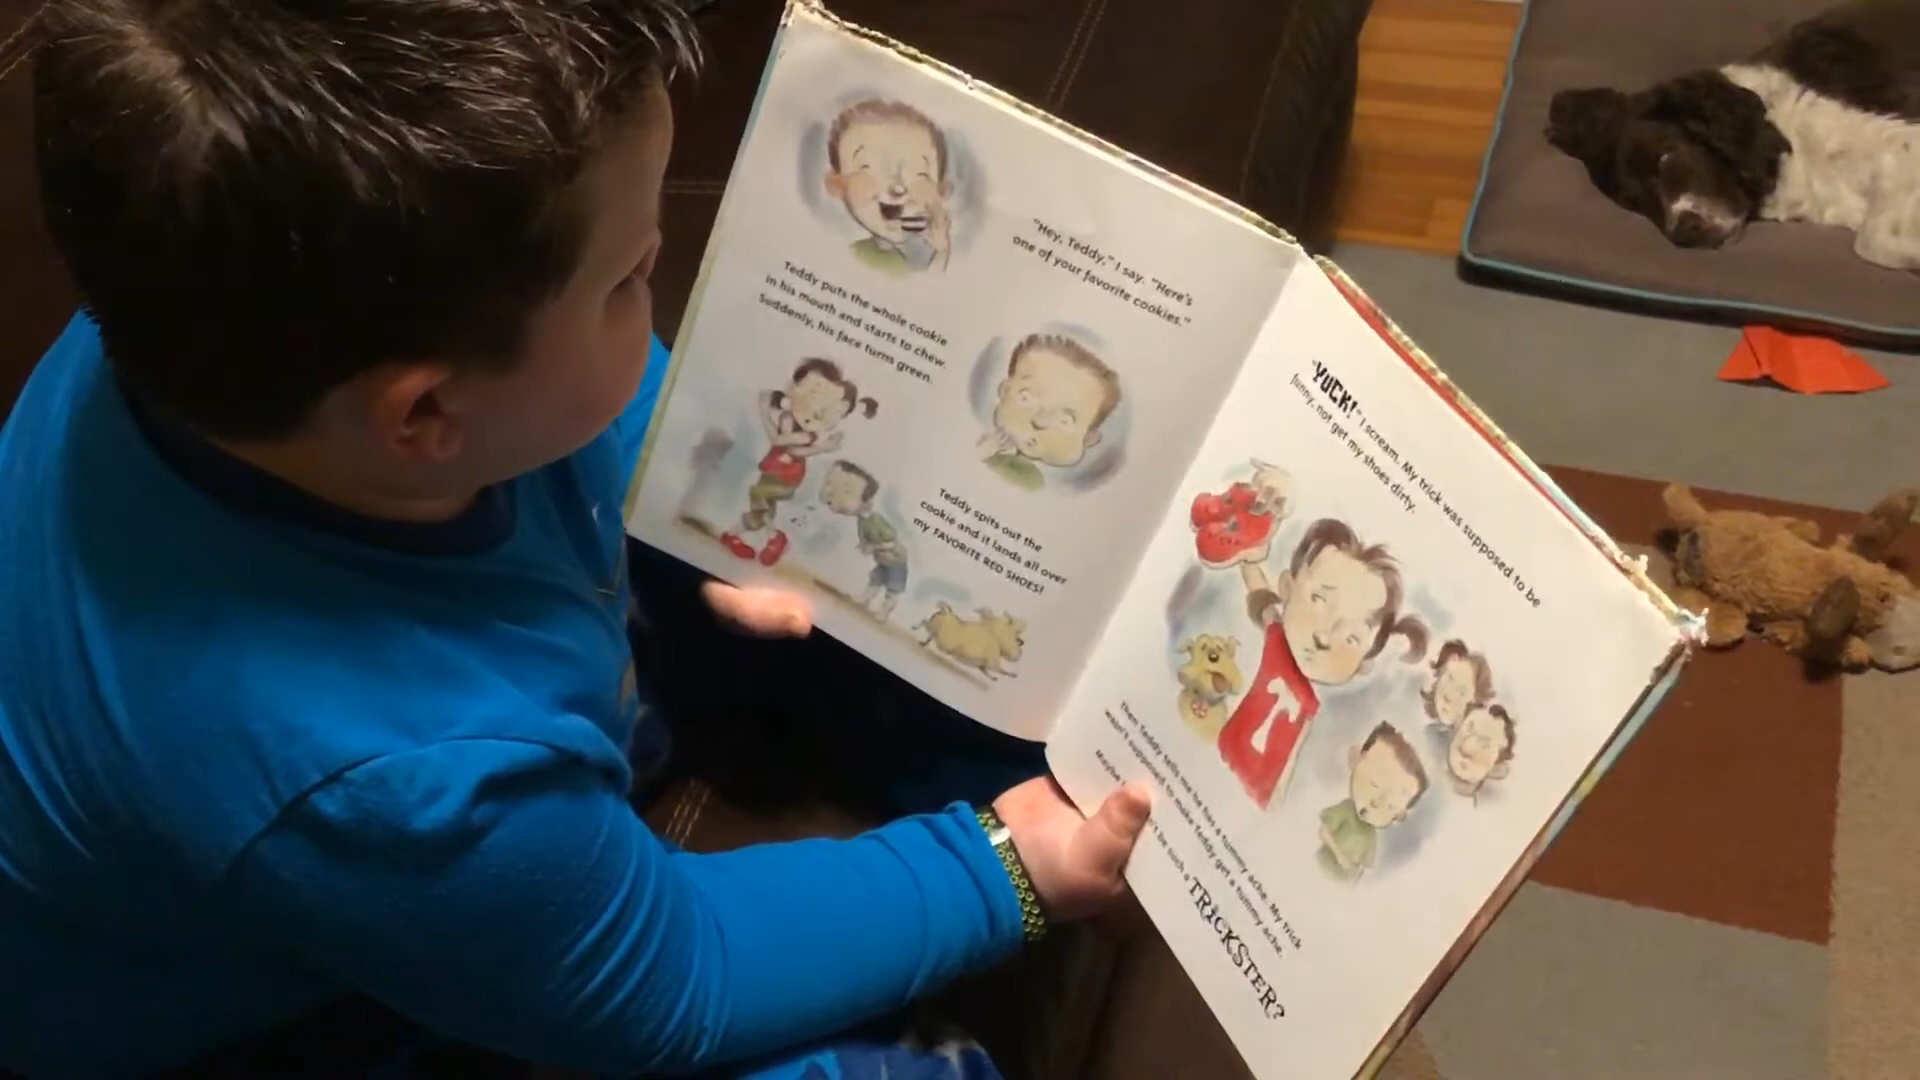 "Hey, Teddy," I say. "Here's
one of your favorite cookies."
Teddy puts the whole cookie
in his mouth and starts to chew.
Suddenly, his face turns green.
Teddy spits out the
cookie and it lands all over
my FAVORITE RED SHOES!
"YUCK!" I scream. My trick was supposed to be
funny, not get my shoes dirty.
T
Then Teddy tells me he has a tummy ache. My trick
wasn't supposed to make Teddy get a tummy ache.
Maybe be such a TRiCKSTER?